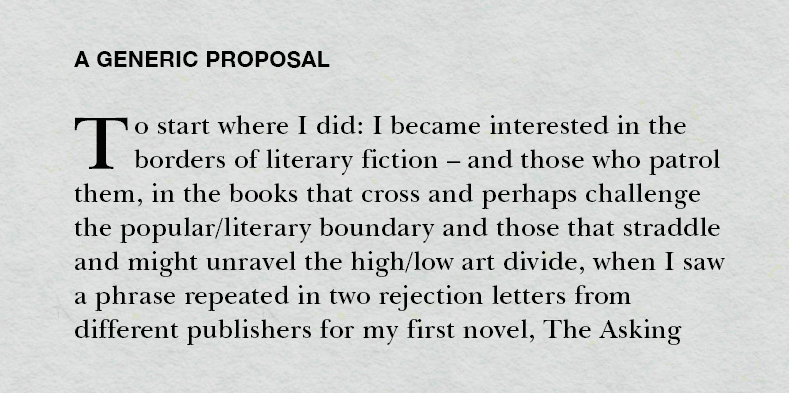 A GENERIC PROPOSAL
To start where I did: I became interested in the
borders of literary fiction – and those who patrol
them, in the books that cross and perhaps challenge
the popular/literary boundary and those that straddle
and might unravel the high/low art divide, when I saw
a phrase repeated in two rejection letters from
different publishers for my first novel, The Asking